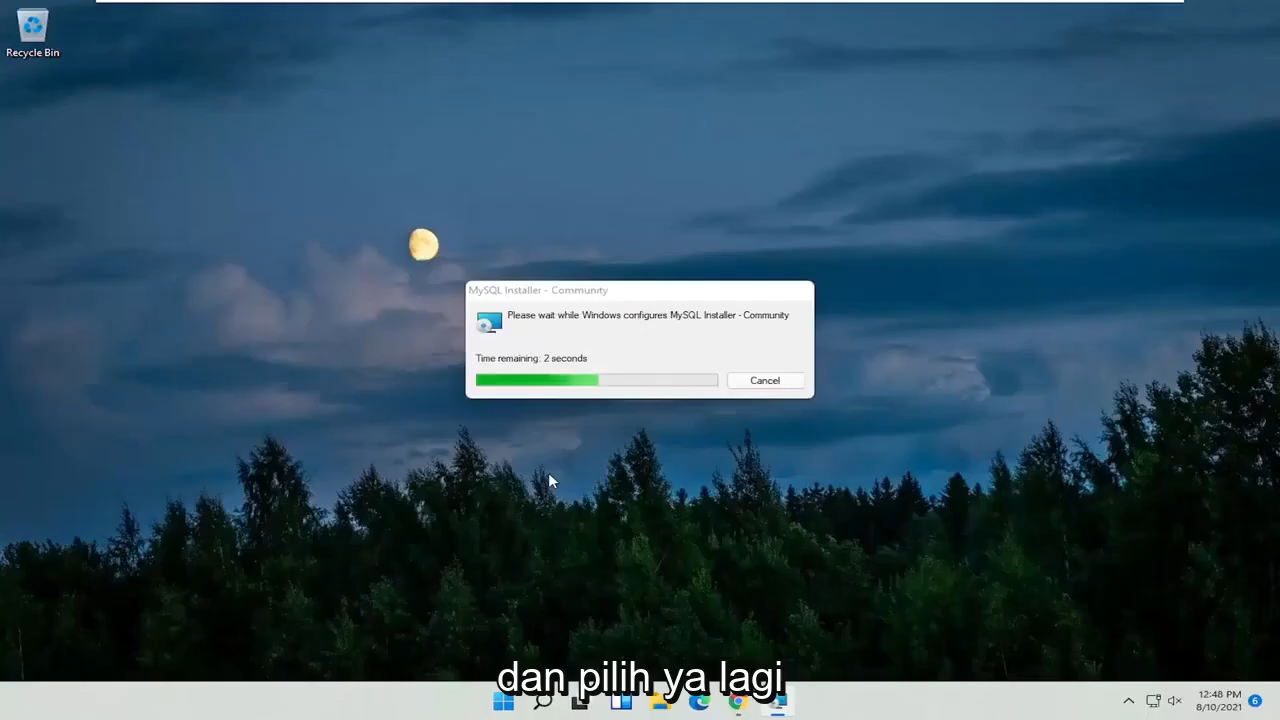 Recycle Bin
MySQL Installer - Community
Please wait while Windows configures MySQL Installer - Community
Time remaining: 2 seconds
Cancel
dan pilih ya lagi
12:48 PM
8/10/2021
6